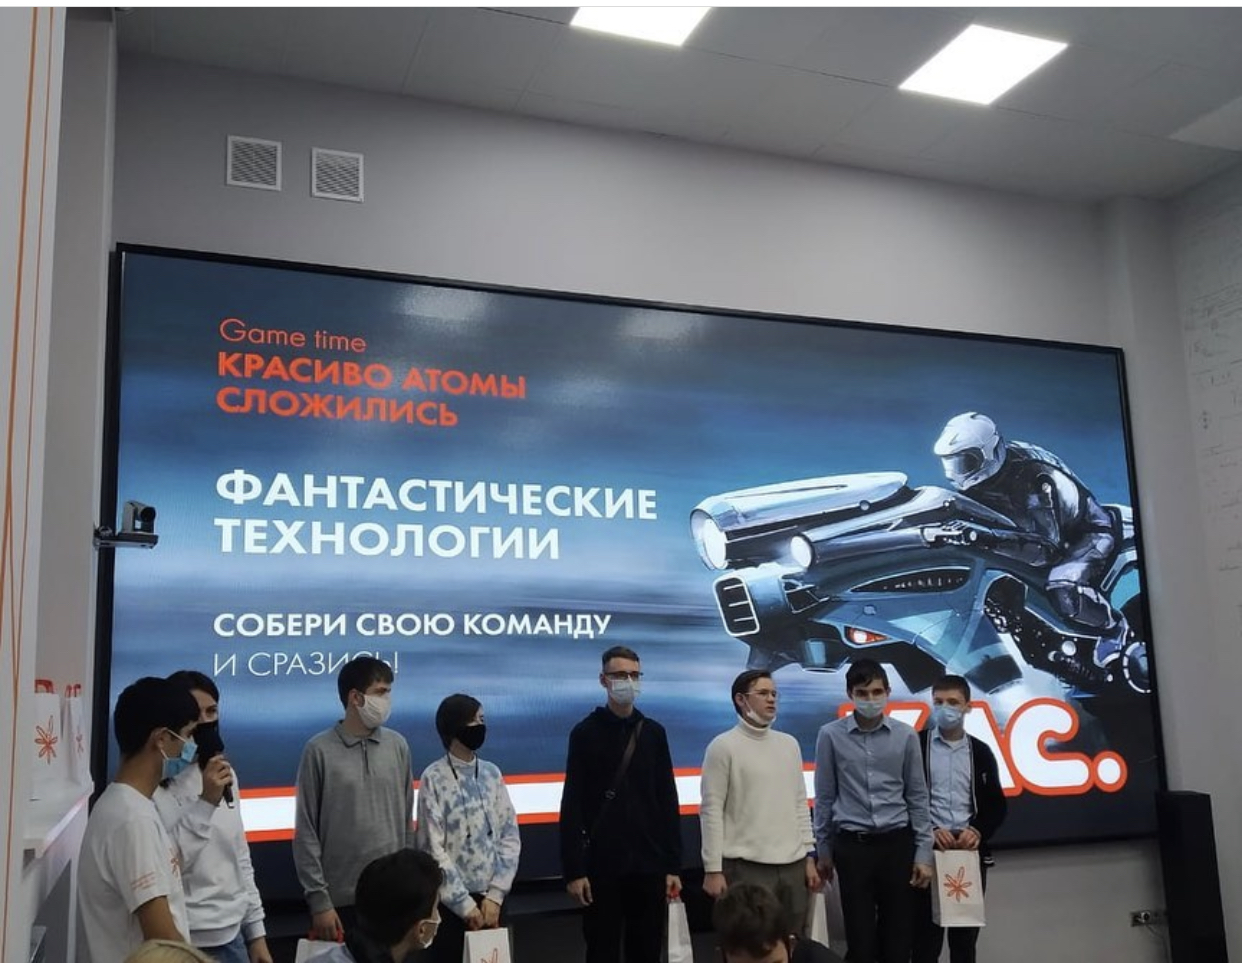 Game time
КРАСИВО АТОМЫ
СЛОЖИЛИСЬ
ФАНТАСТИЧЕСКИЕ
ТЕХНОЛОГИИ
СОБЕРИ СВОЮ КОМАНДУ
И СРАЗИСЬ!